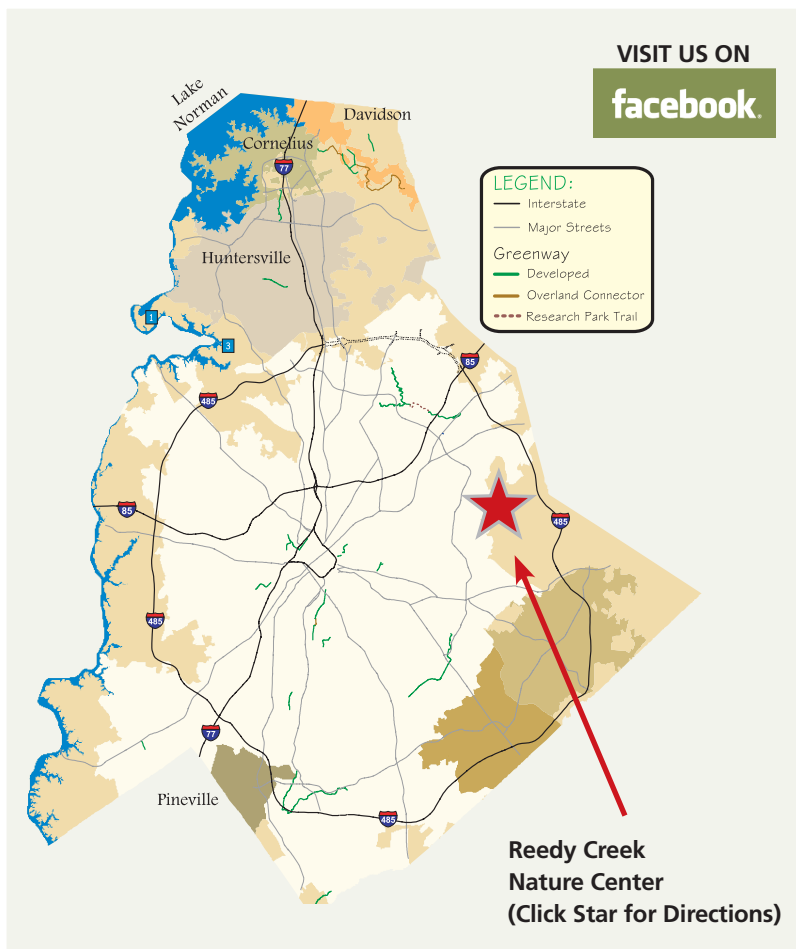 VISIT US ON
facebook.
Lake
Norman
Davidson
Cornelius
77
LEGEND:
Interstate
Major Streets
Greenway
Developed
Overland Connector
Research Park Trail
Huntersville
1
3
85
485
85
485
485
77
Pineville
485
Reedy Creek
Nature Center
(Click Star for Directions)